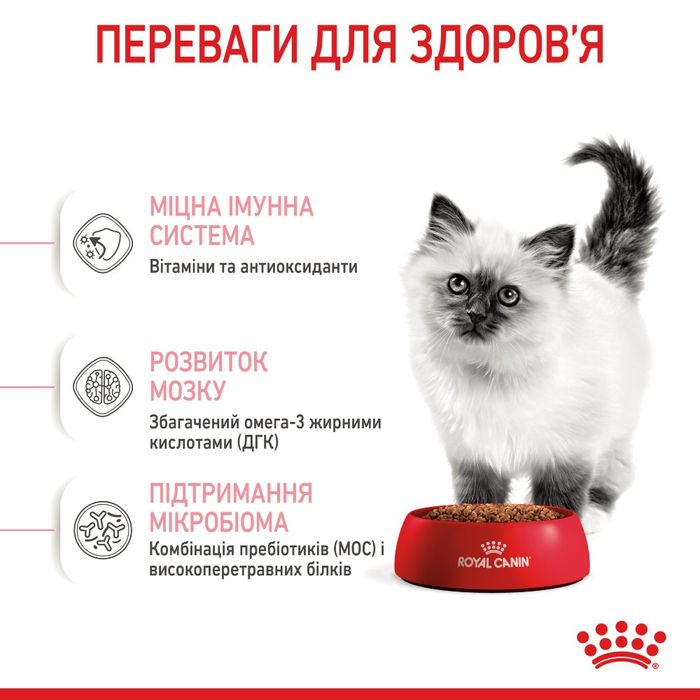 ПЕРЕВАГИ ДЛЯ ЗДОРОВ’Я
МІЦНА ІМУННА
СИСТЕМА
Вітаміни та антиоксиданти
РОЗВИТОК
МОЗКУ
Збагачений омега-3 жирними
кислотами (ДГК)
ПІДТРИМАННЯ
МІКРОБІОМА
Комбінація пребіотиків (МОС) і
високоперетравних білків
ROYAL CANIN